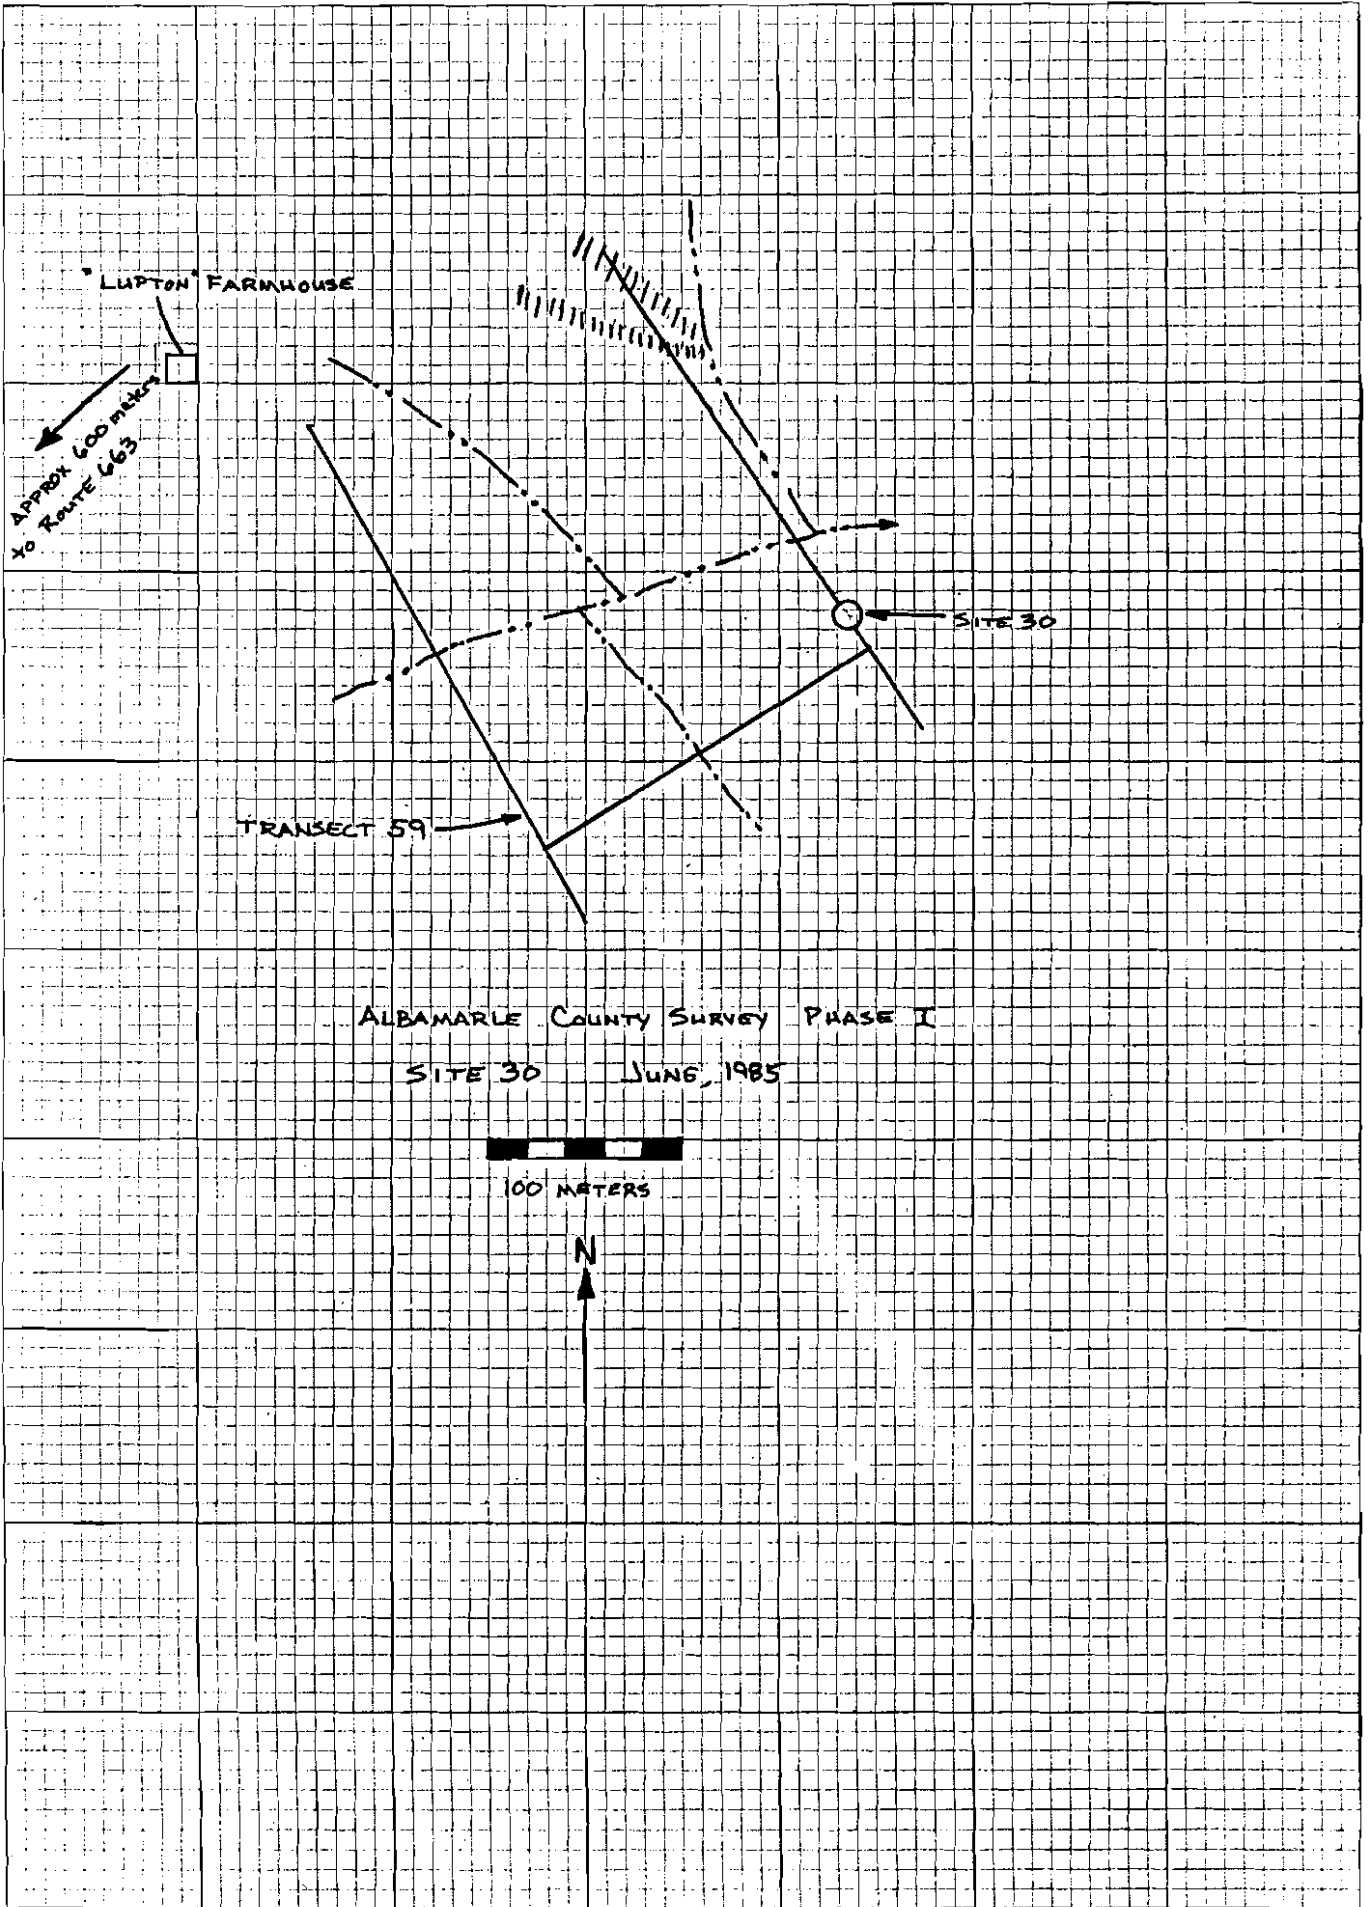 "LUPTON" FARMHOUSE
APPROX 600 meters
to ROUTE 663
SITE 30
TRANSECT 59
ALBAMARLE COUNTY SURVEY PHASE I
SITE 30 JUNE, 1985
100 METERS
N